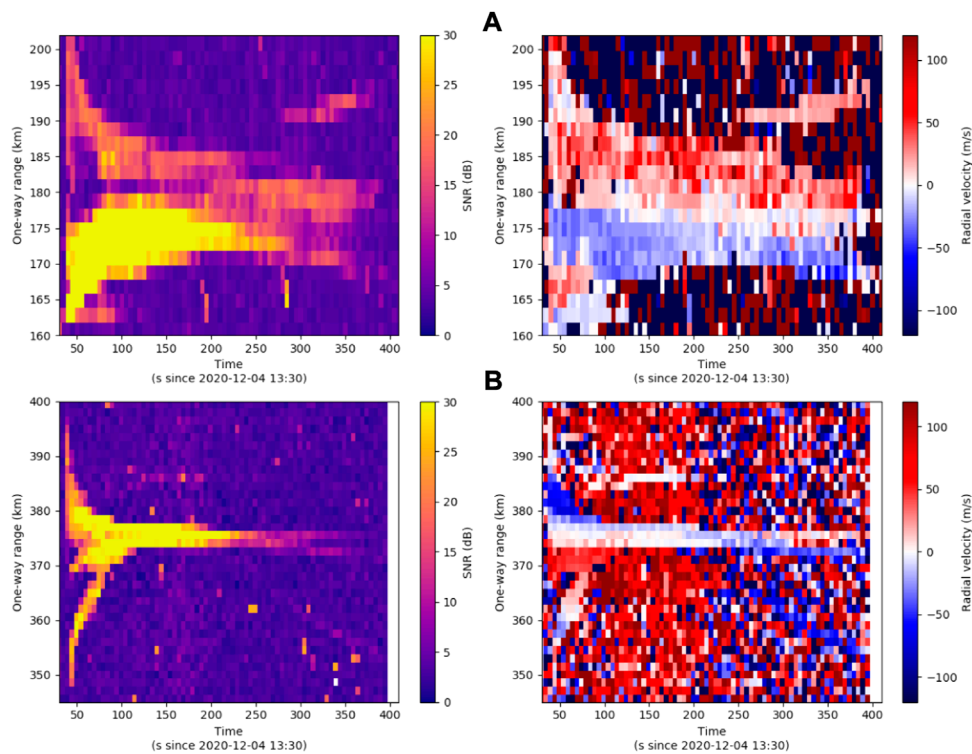 A
200
195
190
185
180
175
170
165
160
One-way range (km)
50 100 150 200 250 300 350 400
Time
(s since 2020-12-04 13:30)
30
25
20
15
10
5
0
SNR (dB)
200
195
190
185
180
175
170
165
160
One-way range (km)
50 100 150 200 250 300 350 400
Time
(s since 2020-12-04 13:30)
100
50
0
−50
−100
Radial velocity (m/s)
B
400
390
380
370
360
350
One-way range (km)
50 100 150 200 250 300 350 400
Time
(s since 2020-12-04 13:30)
30
25
20
15
10
5
0
SNR (dB)
400
390
380
370
360
350
One-way range (km)
50 100 150 200 250 300 350 400
Time
(s since 2020-12-04 13:30)
100
50
0
−50
−100
Radial velocity (m/s)